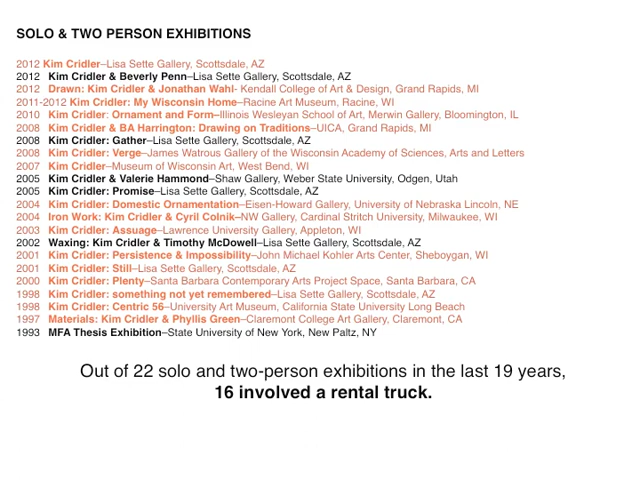 SOLO & TWO PERSON EXHIBITIONS
2012 Kim Cridler–Lisa Sette Gallery, Scottsdale, AZ
2012 Kim Cridler & Beverly Penn–Lisa Sette Gallery, Scottsdale, AZ
2012 Drawn: Kim Cridler & Jonathan Wahl- Kendall College of Art & Design, Grand Rapids, MI
2011-2012 Kim Cridler: My Wisconsin Home–Racine Art Museum, Racine, WI
2010 Kim Cridler: Ornament and Form–Illinois Wesleyan School of Art, Merwin Gallery, Bloomington, IL
2008 Kim Cridler & BA Harrington: Drawing on Traditions–UICA, Grand Rapids, MI
2008 Kim Cridler: Gather–Lisa Sette Gallery, Scottsdale, AZ
2008 Kim Cridler: Verge–James Watrous Gallery of the Wisconsin Academy of Sciences, Arts and Letters
2007 Kim Cridler–Museum of Wisconsin Art, West Bend, WI
2005 Kim Cridler & Valerie Hammond–Shaw Gallery, Weber State University, Odgen, Utah
2005 Kim Cridler: Promise–Lisa Sette Gallery, Scottsdale, AZ
2004 Kim Cridler: Domestic Ornamentation–Eisen-Howard Gallery, University of Nebraska Lincoln, NE
2004 Iron Work: Kim Cridler & Cyril Colnik–NW Gallery, Cardinal Stritch University, Milwaukee, WI
2003 Kim Cridler: Assuage–Lawrence University Gallery, Appleton, WI
2002 Waxing: Kim Cridler & Timothy McDowell–Lisa Sette Gallery, Scottsdale, AZ
2001 Kim Cridler: Persistence & Impossibility–John Michael Kohler Arts Center, Sheboygan, WI
2001 Kim Cridler: Still–Lisa Sette Gallery, Scottsdale, AZ
2000 Kim Cridler: Plenty–Santa Barbara Contemporary Arts Project Space, Santa Barbara, CA
1998 Kim Cridler: something not yet remembered–Lisa Sette Gallery, Scottsdale, AZ
1998 Kim Cridler: Centric 56–University Art Museum, California State University Long Beach
1997 Materials: Kim Cridler & Phyllis Green–Claremont College Art Gallery, Claremont, CA
1993 MFA Thesis Exhibition–State University of New York, New Paltz, NY
Out of 22 solo and two-person exhibitions in the last 19 years,
16 involved a rental truck.